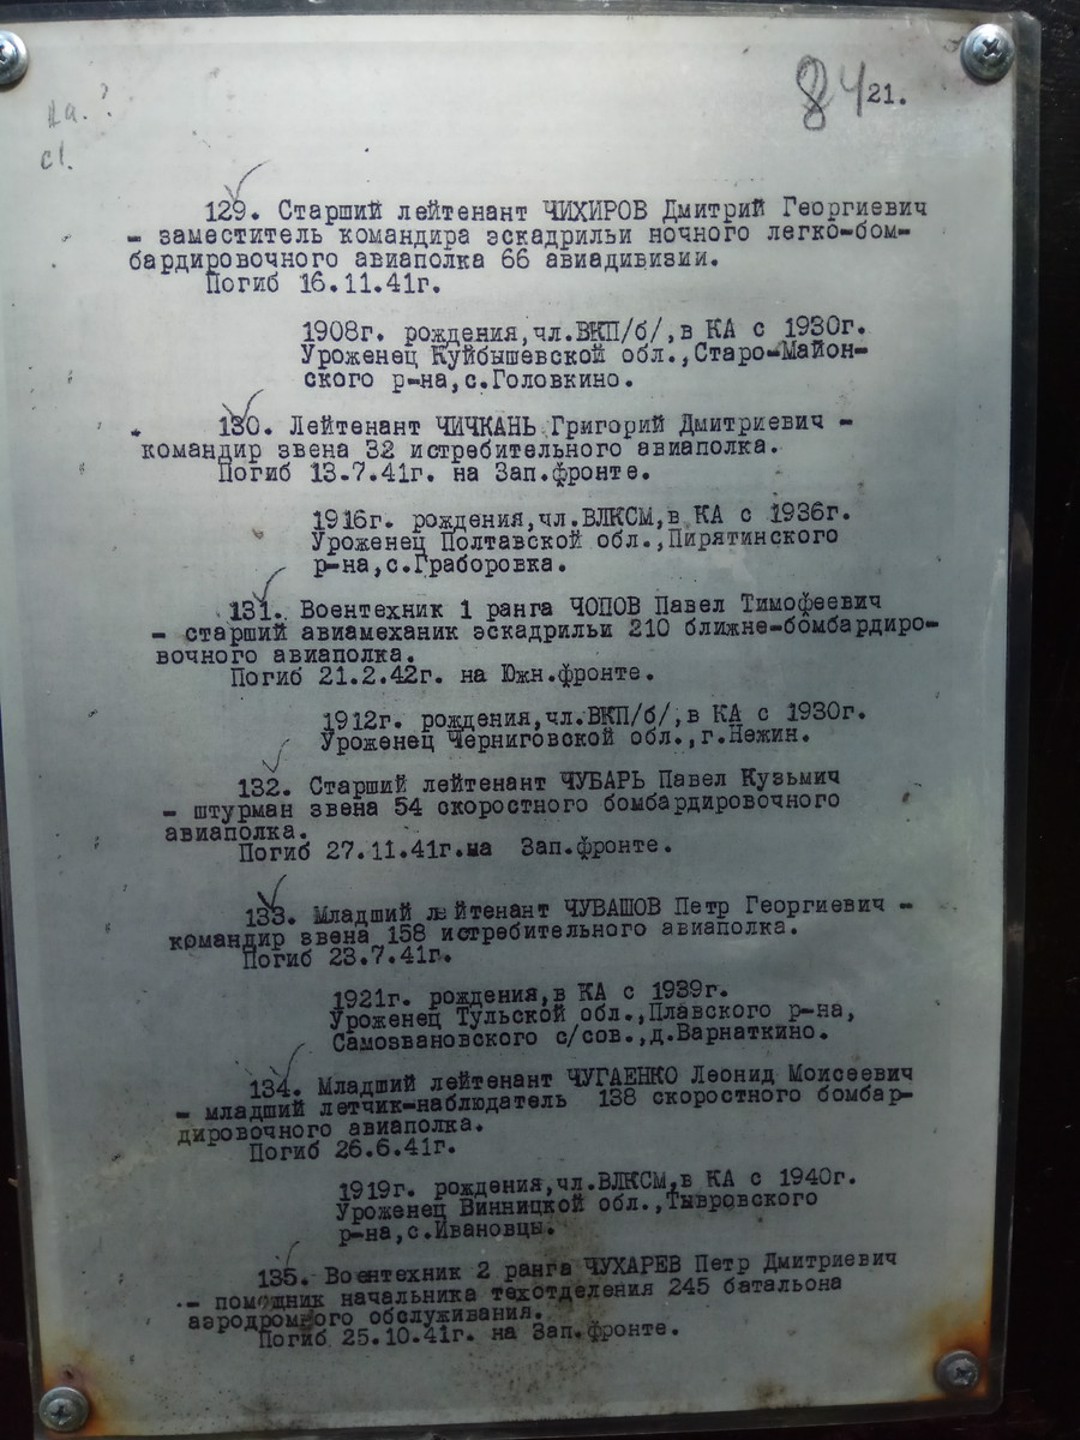 84 21.
129. Старший лейтенант ЧИХИРОВ Дмитрий Георгиевич
- заместитель командира эскадрильи ночного легко-бом-
бардировочного авиаполка 66 авиадивизии.
Погиб 16.11.41г.
1908г. рождения,чл.ВКП/б/,в КА с 1930г.
Уроженец Куйбышевской обл.,Старо-Майон-
ского р-на,с.Головкино.
130. Лейтенант ЧИЧКАНЬ Григорий Дмитриевич -
командир звена 32 истребительного авиаполка.
Погиб 13.7.41г. на Зап.фронте.
1916г. рождения,чл.ВЛКСМ,в КА с 1936г.
Уроженец Полтавской обл.,Пирятинского
р-на,с.Граборовка.
131. Воентехник 1 ранга ЧОПОВ Павел Тимофеевич
- старший авиамеханик эскадрильи 210 ближне-бомбардиро-
вочного авиаполка.
Погиб 21.2.42г. на Южн.фронте.
1912г. рождения,чл.ВКП/б/,в КА с 1930г.
Уроженец Черниговской обл.,г.Нежин.
132. Старший лейтенант ЧУБАРЬ Павел Кузьмич
- штурман звена 54 скоростного бомбардировочного
авиаполка.
Погиб 27.11.41г.на Зап.фронте.
133. Младший лейтенант ЧУВАШОВ Петр Георгиевич -
командир звена 158 истребительного авиаполка.
Погиб 23.7.41г.
1921г. рождения,в КА с 1939г.
Уроженец Тульской обл.,Плавского р-на,
Самозвановского с/сов.,д.Варнаткино.
134. Младший лейтенант ЧУГАЕНКО Леонид Моисеевич
- младший летчик-наблюдатель 138 скоростного бомбар-
дировочного авиаполка.
Погиб 26.6.41г.
1919г. рождения,чл.ВЛКСМ,в КА с 1940г.
Уроженец Винницкой обл.,Тывровского
р-на,с.Ивановцы.
135. Воентехник 2 ранга ЧУХАРЕВ Петр Дмитриевич
- помощник начальника техотделения 245 батальона
аэродромного обслуживания.
Погиб 25.10.41г. на Зап.фронте.